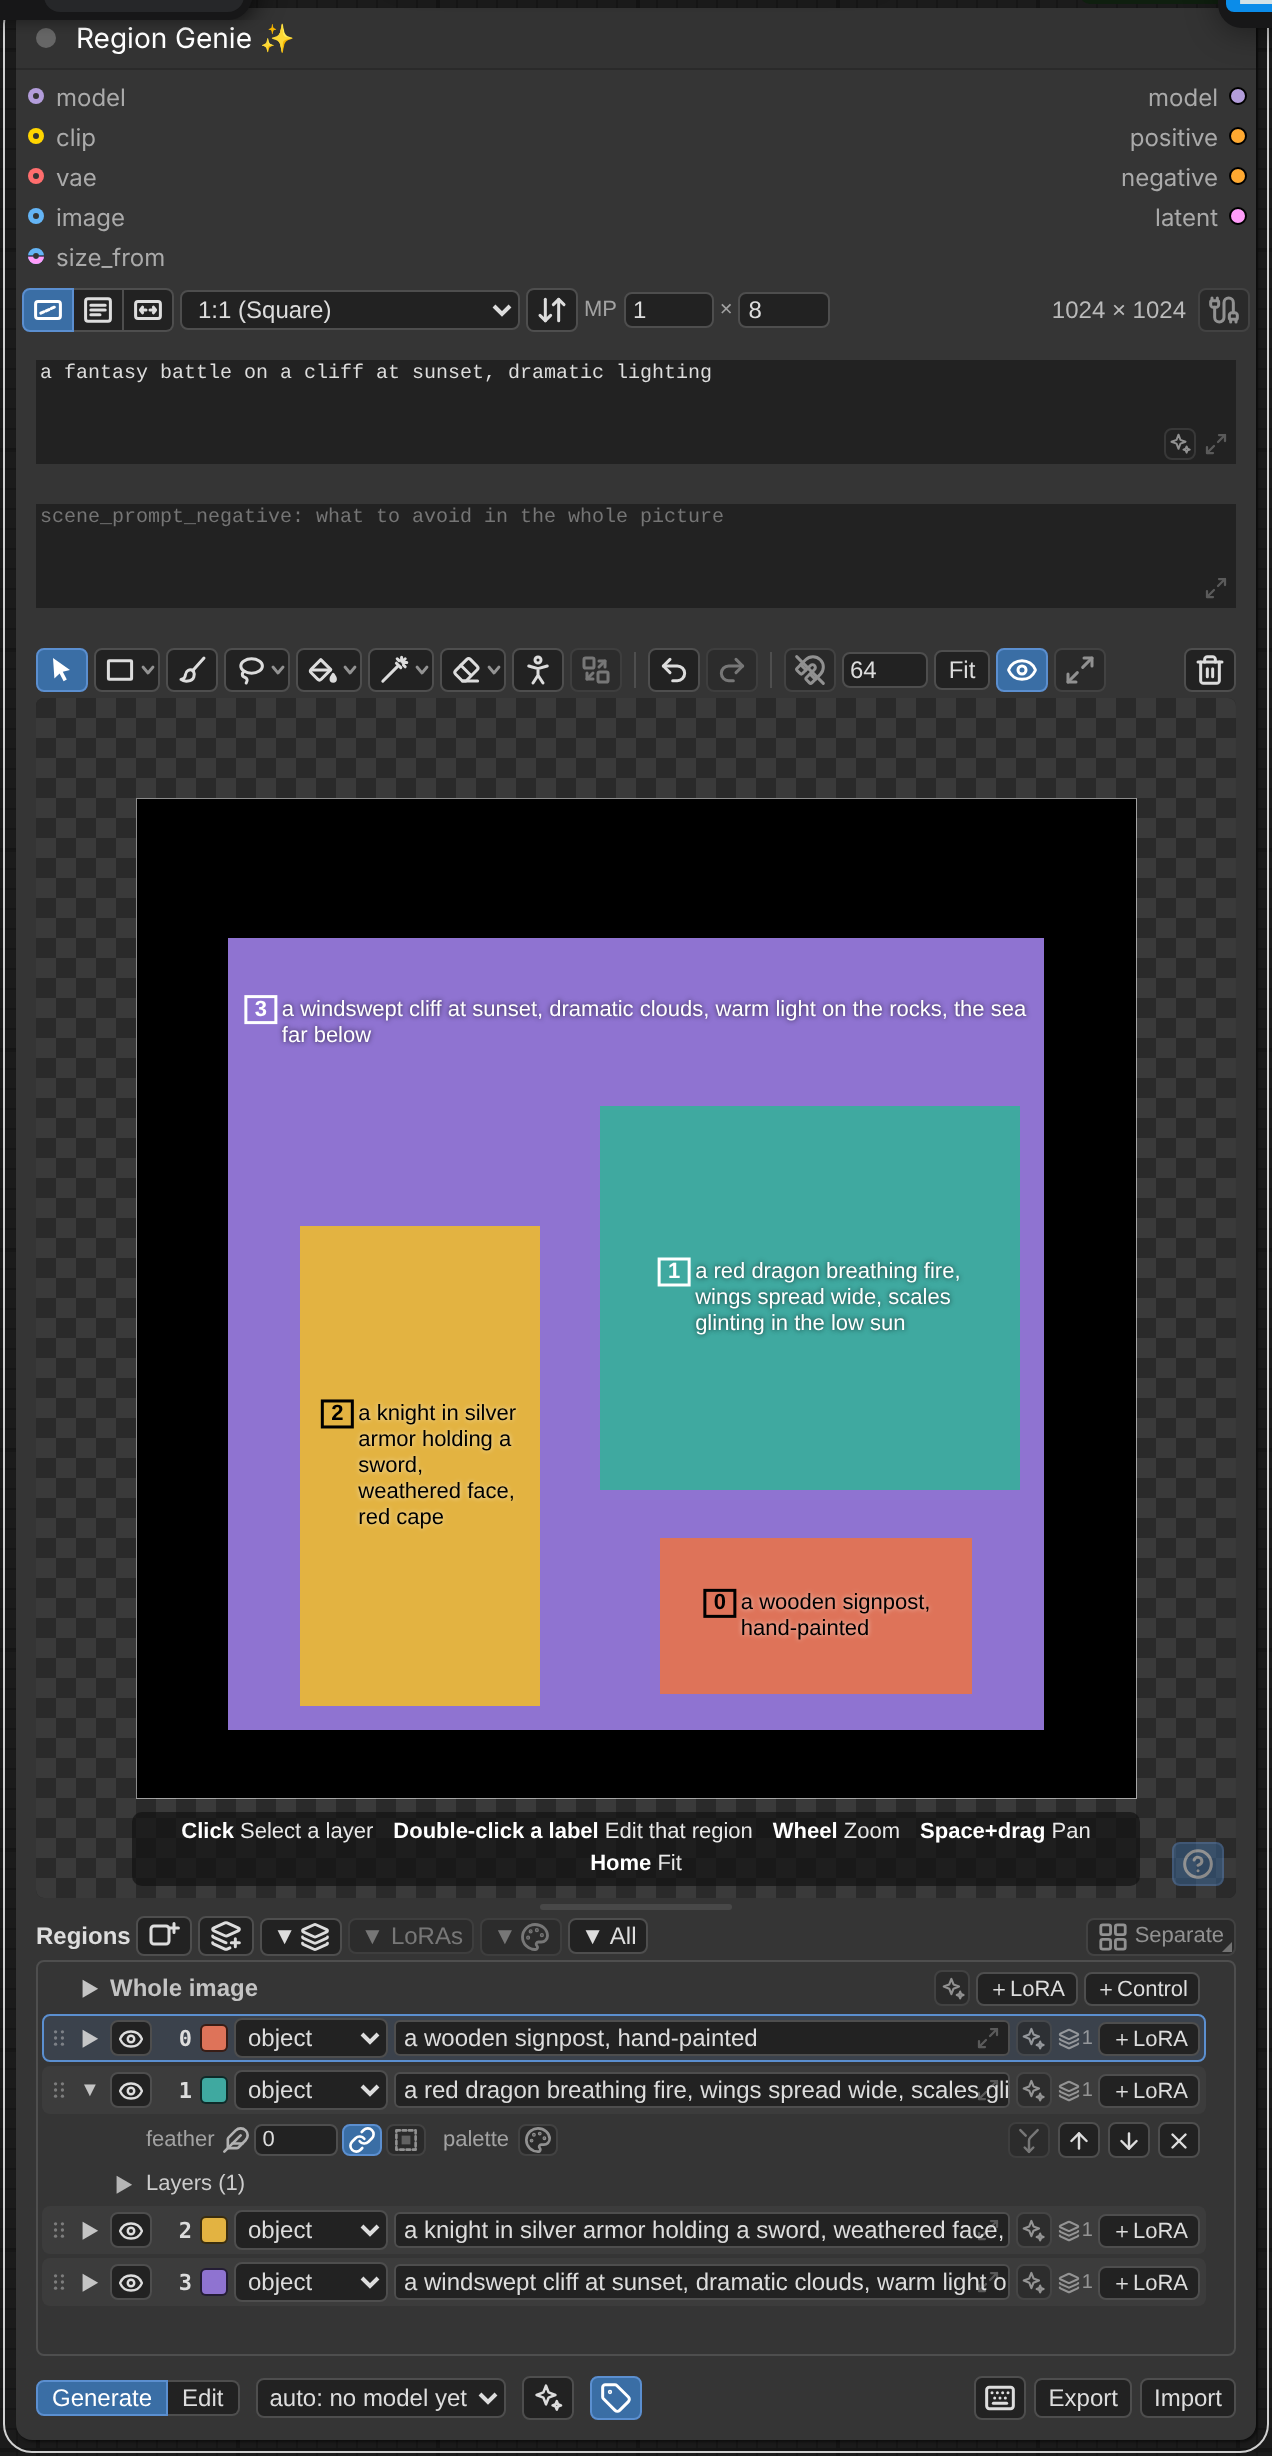 Region Genie ✨
model
model
clip
positive
vae
negative
image
latent
size_from
1:1 (Square)
MP
1
×
8
1024 × 1024
a fantasy battle on a cliff at sunset, dramatic lighting
scene_prompt_negative: what to avoid in the whole picture
64
Fit
3
a windswept cliff at sunset, dramatic clouds, warm light on the rocks, the sea
far below
1
a red dragon breathing fire,
wings spread wide, scales
glinting in the low sun
2
a knight in silver
armor holding a
sword,
weathered face,
red cape
0
a wooden signpost,
hand-painted
Click Select a layer Double-click a label Edit that region Wheel Zoom Space+drag Pan
Home Fit
Regions
▼
▼ LoRAs
▼
▼ All
Separate
Whole image
+LoRA
+Control
0
object
a wooden signpost, hand-painted
1
+LoRA
1
object
a red dragon breathing fire, wings spread wide, scales gli
1
+LoRA
feather
0
palette
Layers (1)
2
object
a knight in silver armor holding a sword, weathered face,
1
+LoRA
3
object
a windswept cliff at sunset, dramatic clouds, warm light o
1
+LoRA
Generate
Edit
auto: no model yet
Export
Import